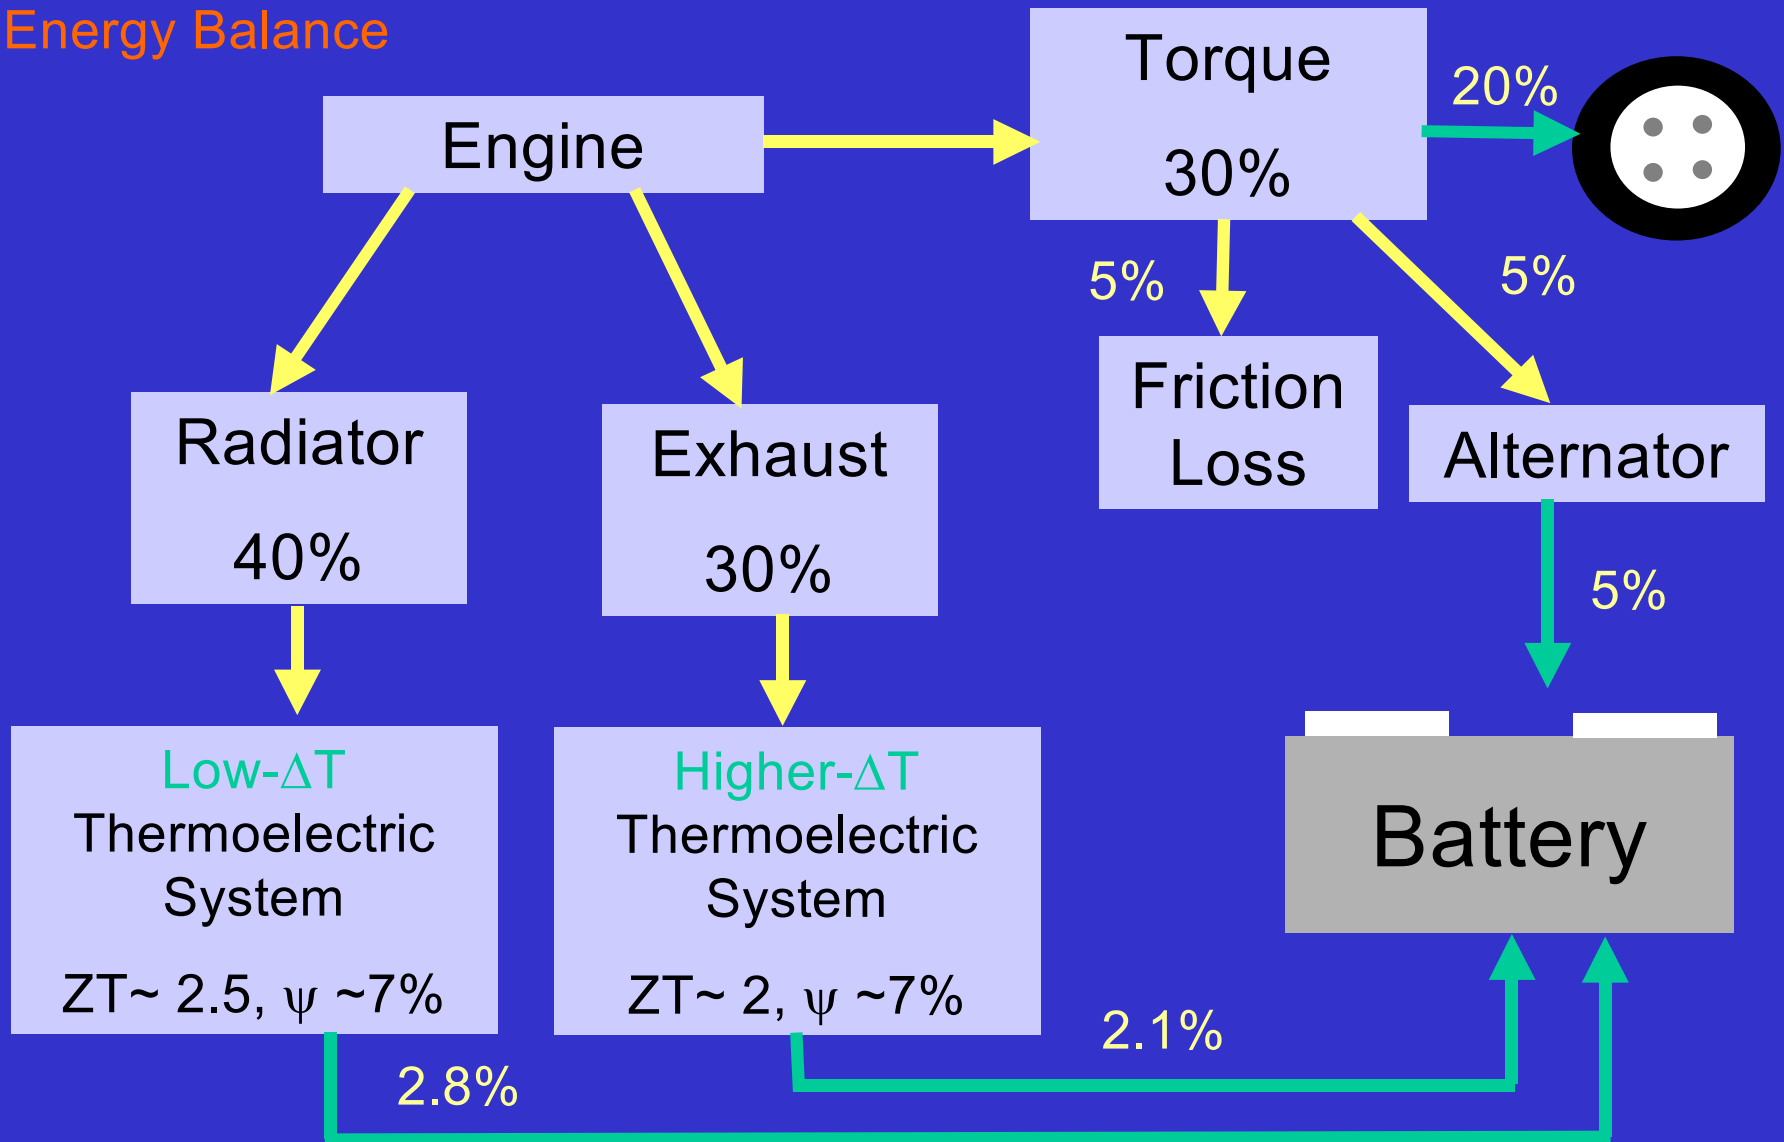 Energy Balance
Engine
Torque
30%
20%
5%
5%
Friction
Loss
Alternator
5%
Radiator
40%
Exhaust
30%
Low-ΔT
Thermoelectric
System
ZT~ 2.5, ψ ~7%
Higher-ΔT
Thermoelectric
System
ZT~ 2, ψ ~7%
Battery
2.1%
2.8%